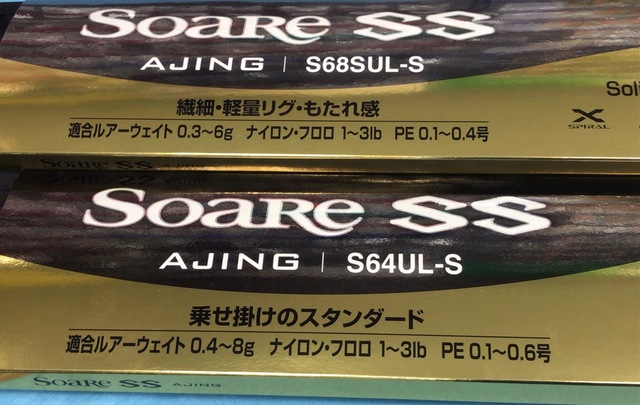 Soare SS
AJING | S68SUL-S
Soli
繊細・軽量リグ・もたれ感
X
SPIRAL
適合ルアーウェイト 0.3~6g ナイロン・フロロ 1~3lb PE 0.1~0.4号
Soare SS AJING
Soare SS
AJING | S64UL-S
乗せ掛けのスタンダード
適合ルアーウェイト 0.4~8g ナイロン・フロロ 1~3lb PE 0.1~0.6号
Soare SS AJING